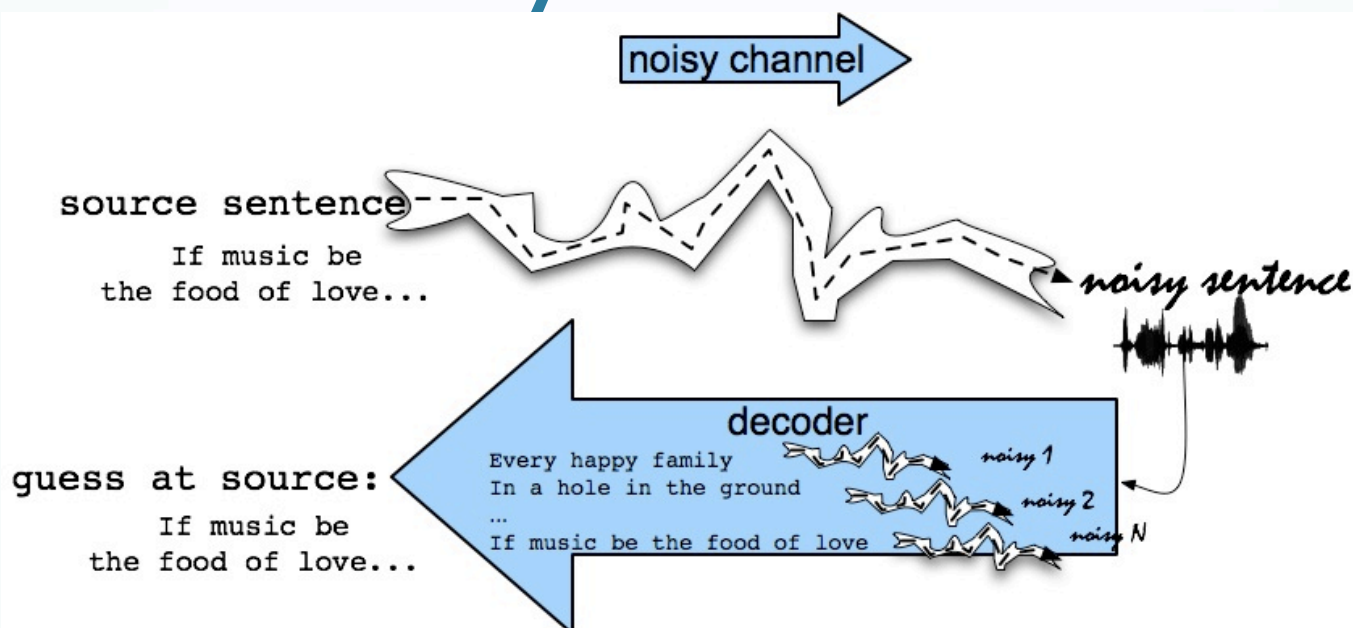 noisy channel
source sentence
If music be
the food of love...
noisy sentence
decoder
Every happy family
noisy 1
In a hole in the ground
noisy 2
...
If music be the food of love
noisy N
guess at source:
If music be
the food of love...